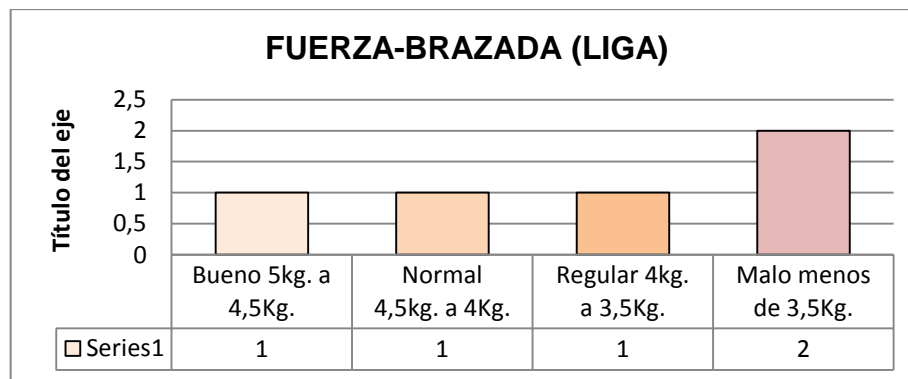 FUERZA-BRAZADA (LIGA)
Título del eje
2,5
2
1,5
1
0,5
0
Bueno 5kg. a
4,5Kg.
Normal
4,5kg. a 4Kg.
Regular 4kg.
a 3,5Kg.
Malo menos
de 3,5Kg.
Series1 1 1 1 2